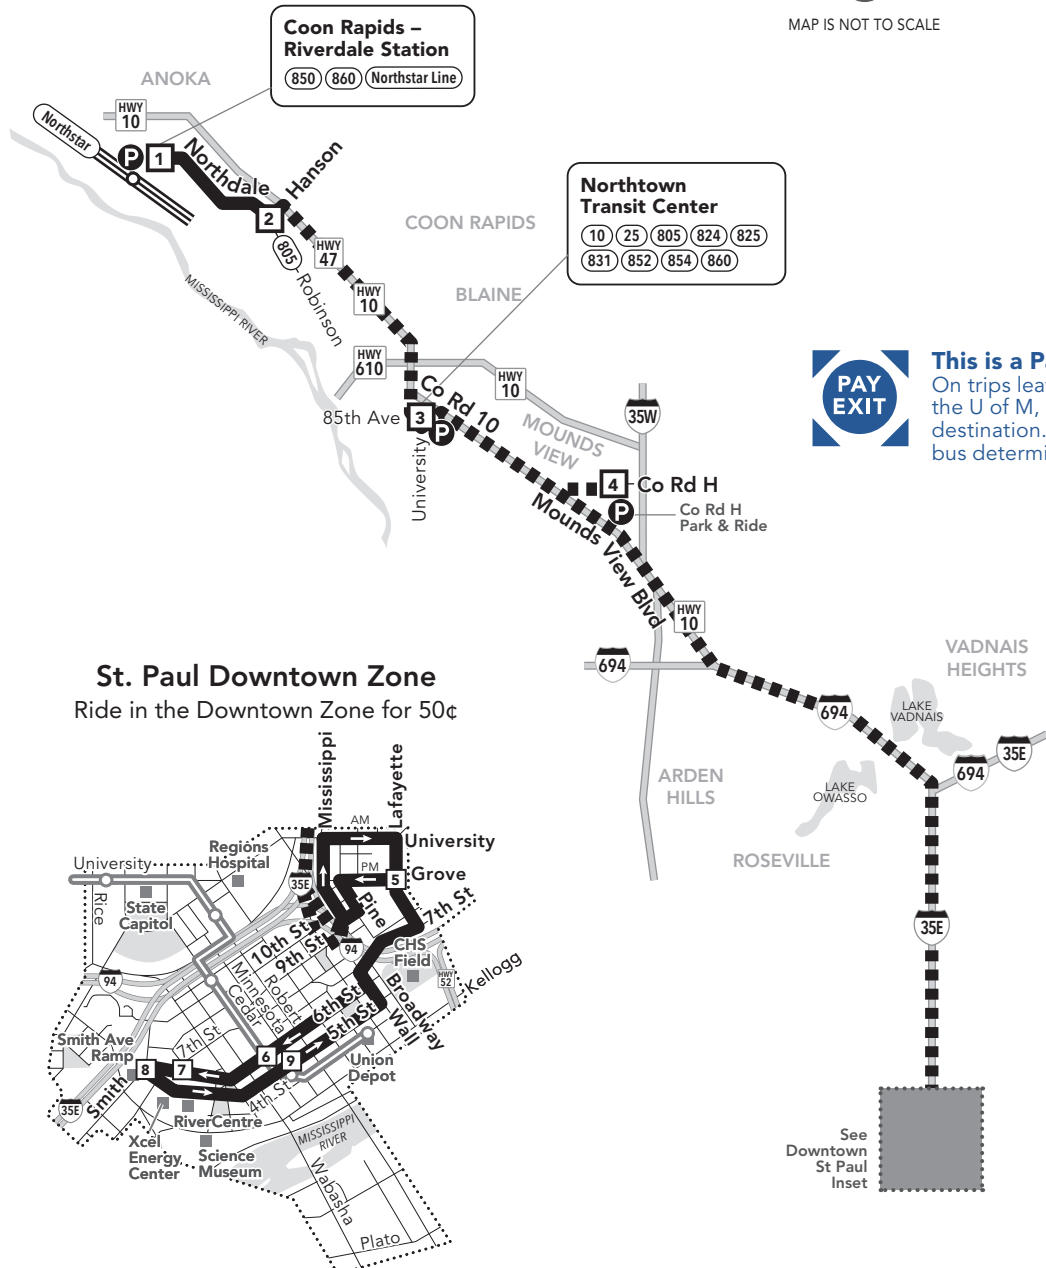 MAP IS NOT TO SCALE
Coon Rapids –
Riverdale Station
850 860 Northstar Line
ANOKA
HWY
10
Northstar
P
1
Northdale
Hanson
2
805
Robinson
HWY
47
HWY
10
COON RAPIDS
BLAINE
MISSISSIPPI RIVER
Northtown
Transit Center
10 25 805 824 825
831 852 854 860
HWY
610
HWY
10
85th Ave
3
P
Co Rd 10
University
MOUNDS
VIEW
35W
4
Co Rd H
P
Co Rd H
Park & Ride
Mounds View Blvd
HWY
10
PAY
EXIT
This is a P
On trips lea
the U of M,
destination.
bus determi
694
694
VADNAIS
HEIGHTS
LAKE
VADNAIS
694
35E
LAKE
OWASSO
ARDEN
HILLS
ROSEVILLE
35E
See
Downtown
St Paul
Inset
St. Paul Downtown Zone
Ride in the Downtown Zone for 50¢
Mississippi
Lafayette
AM
University
PM
5
Grove
University
Regions
Hospital
35E
Rice
State
Capitol
Pine
7th St
10th St
9th St
94
CHS
Field
HWY
52
Kellogg
94
Minnesota
Robert
Cedar
6th St
5th St
Broadway
Wall
Smith Ave
Ramp
7th St
8
7
6
9
Union
Depot
4th St
Smith
35E
RiverCentre
Xcel
Energy
Center
Science
Museum
MISSISSIPPI
RIVER
Wabasha
Plato